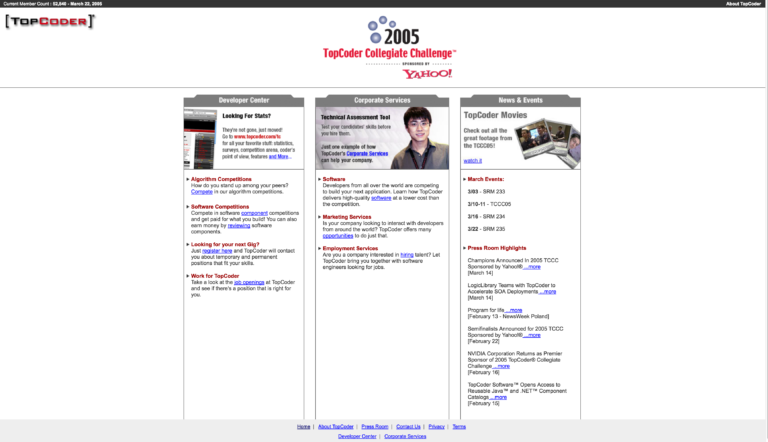 Current Member Count : 52,846 - March 22, 2005
About TopCoder
[TOPCODER]®
2005
TopCoder Collegiate Challenge™
SPONSORED BY
YAHOO!
Developer Center
Looking For Stats?
They're not gone, just moved!
Go to www.topcoder.com/tc
for all your favorite stuff: statistics,
surveys, competition arena, coder's
point of view, features and More...
Algorithm Competitions
How do you stand up among your peers?
Compete in our algorithm competitions.
Software Competitions
Compete in software component competitions
and get paid for what you build! You can also
earn money by reviewing software
components.
Looking for your next Gig?
Just register here and TopCoder will contact
you about temporary and permanent
positions that fit your skills.
Work for TopCoder
Take a look at the job openings at TopCoder
and see if there's a position that is right for
you.
Corporate Services
Technical Assessment Tool
Test your candidates' skills before
you hire them.
Just one example of how
TopCoder's Corporate Services
can help your company.
Software
Developers from all over the world are competing
to build your next application. Learn how TopCoder
delivers high-quality software at a lower cost than
the competition.
Marketing Services
Is your company looking to interact with developers
from around the world? TopCoder offers many
opportunities to do just that.
Employment Services
Are you a company interested in hiring talent? Let
TopCoder bring you together with software
engineers looking for jobs.
News & Events
TopCoder Movies
Check out all the
great footage from
the TCCC05!
watch it
March Events:
3/03 - SRM 233
3/10-11 - TCCC05
3/16 - SRM 234
3/22 - SRM 235
Press Room Highlights
Champions Announced In 2005 TCCC
Sponsored by Yahoo!® ...more
[March 14]
LogicLibrary Teams with TopCoder to
Accelerate SOA Deployments ...more
[March 14]
Program for life ...more
[February 13 - NewsWeek Poland]
Semifinalists Announced for 2005 TCCC
Sponsored by Yahoo!® ...more
[February 22]
NVIDIA Corporation Returns as Premier
Sponsor of 2005 TopCoder® Collegiate
Challenge ...more
[February 16]
TopCoder Software™ Opens Access to
Reusable Java™ and .NET™ Component
Catalogs ...more
[February 15]
Home | About TopCoder | Press Room | Contact Us | Privacy | Terms
Developer Center | Corporate Services